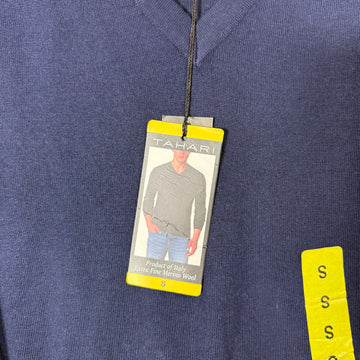 TAHARI
Product of Italy
Extra Fine Merino Wool
S
S
S
S
S